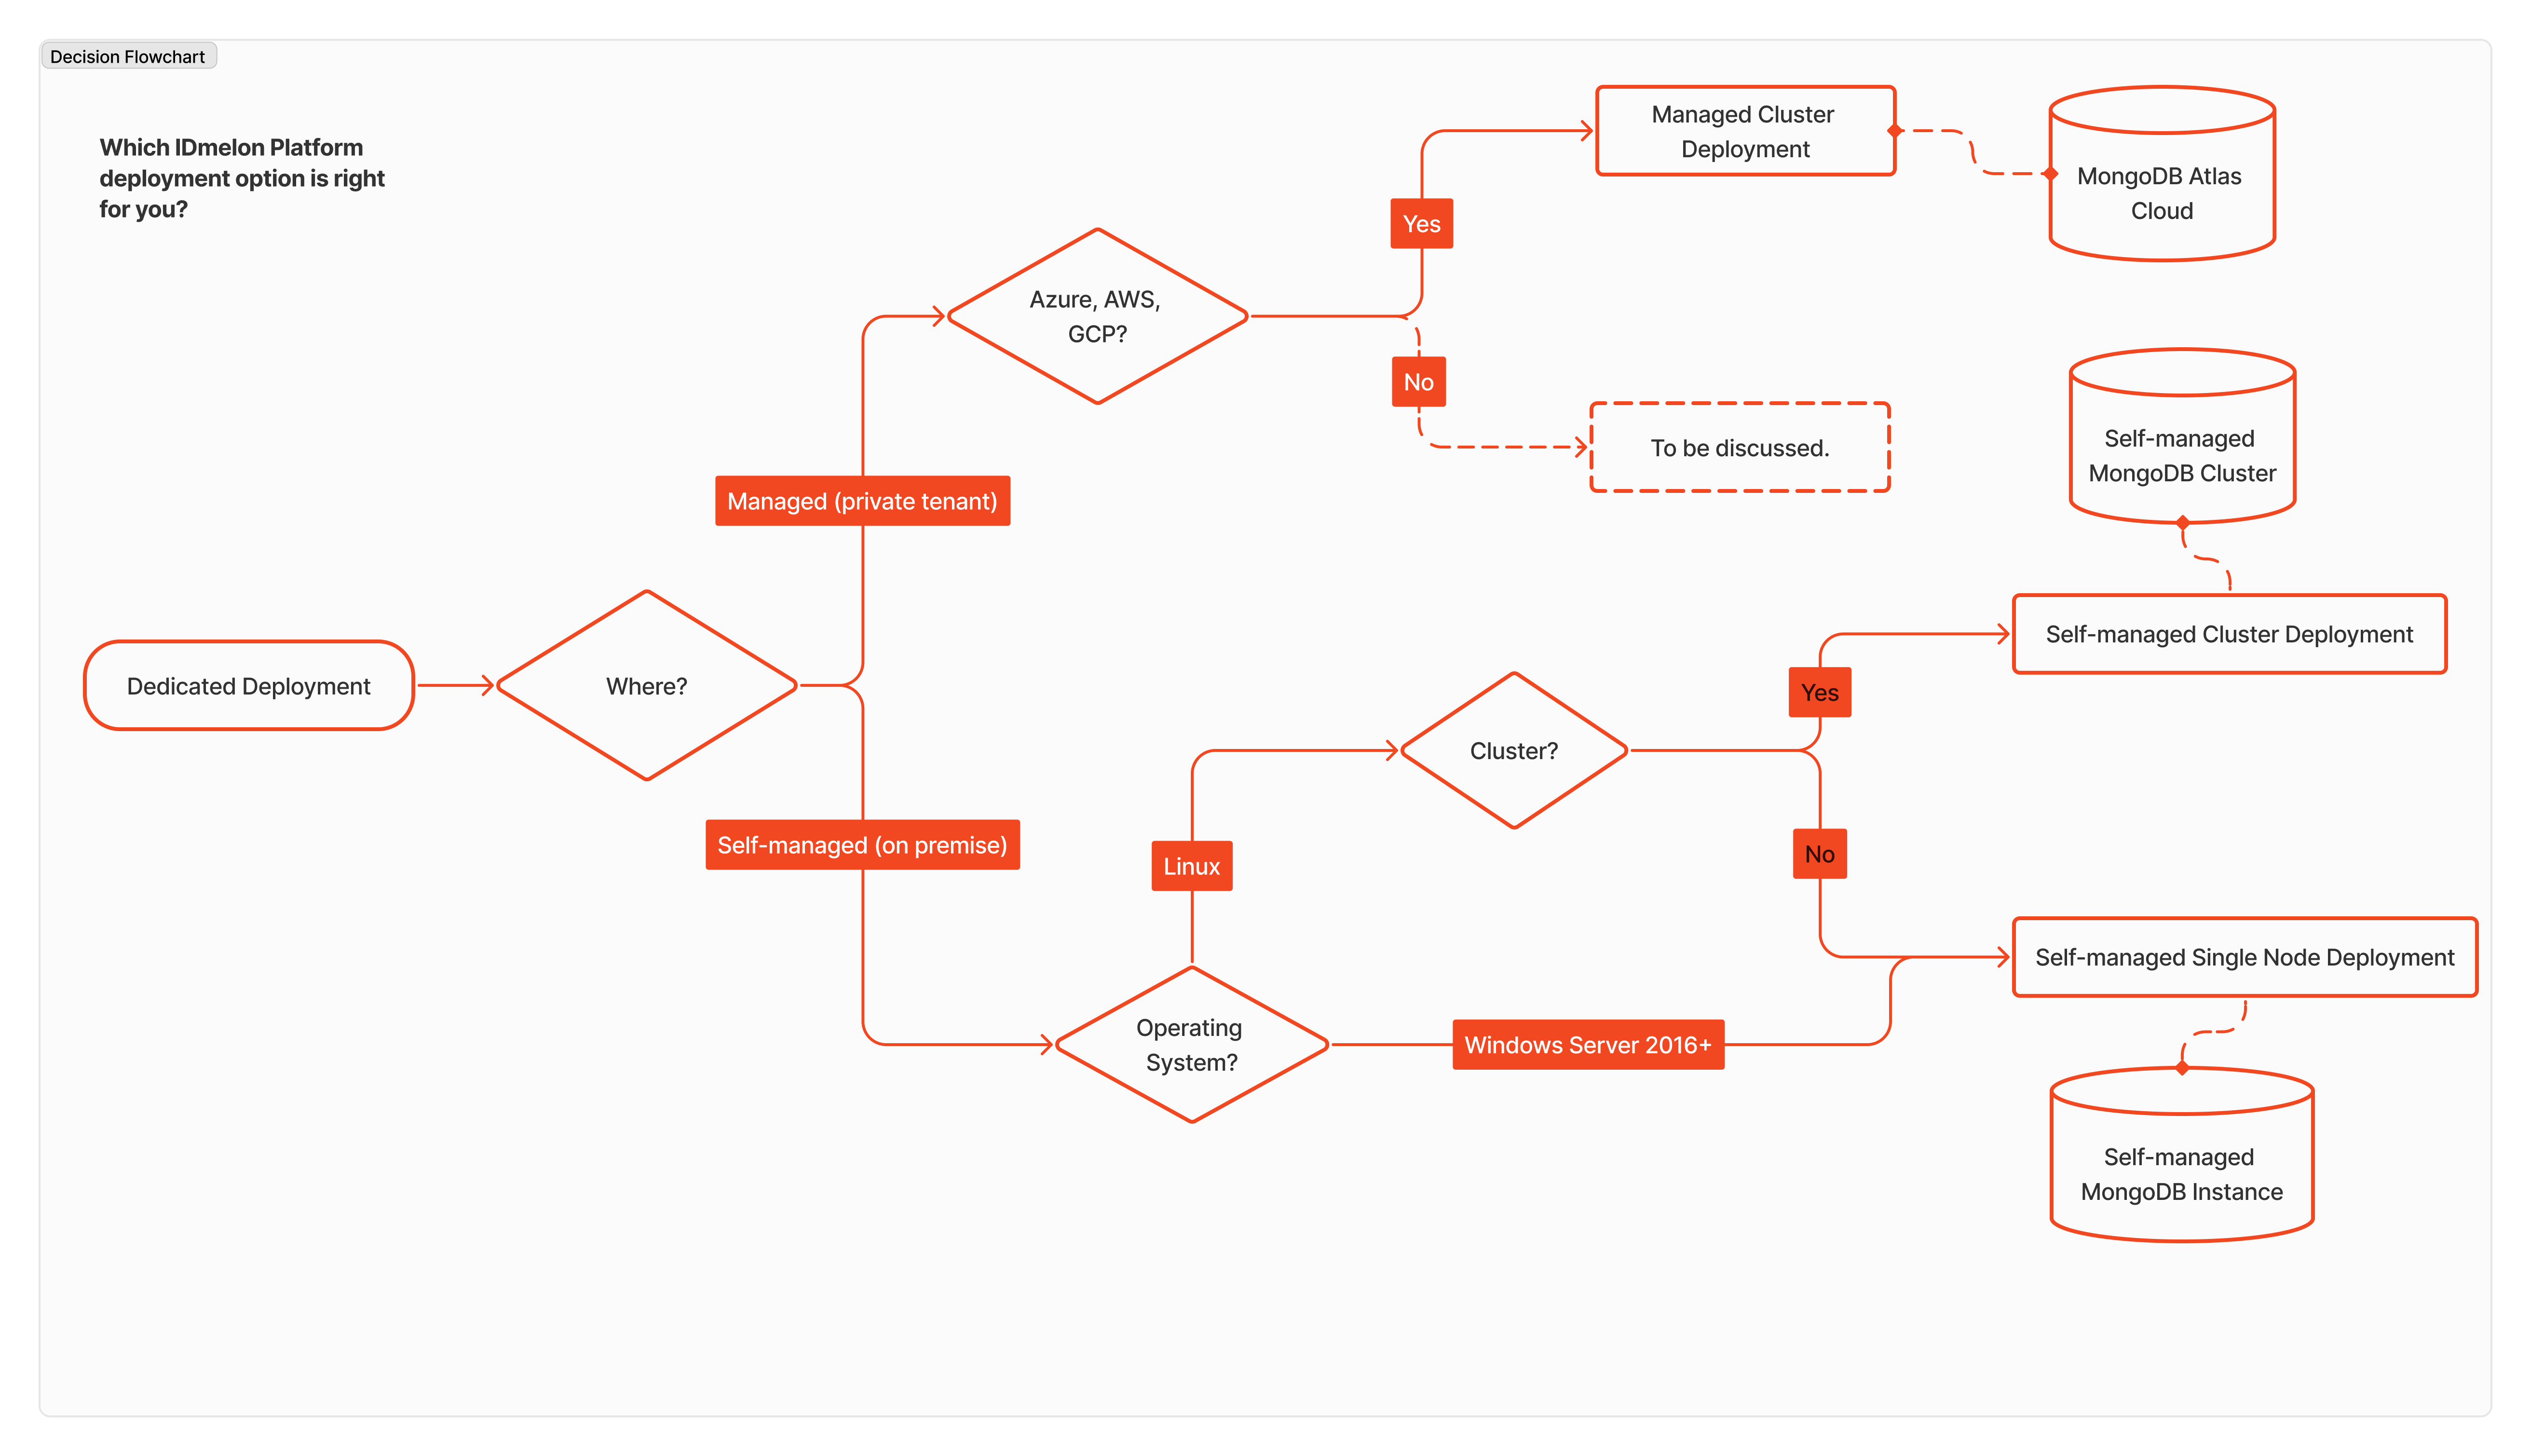 Decision Flowchart
Which IDmelon Platform
deployment option is right
for you?
Managed Cluster
Deployment
MongoDB Atlas
Cloud
Yes
Azure, AWS,
GCP?
No
To be discussed.
Self-managed
MongoDB Cluster
Managed (private tenant)
Dedicated Deployment
Where?
Self-managed Cluster Deployment
Yes
Cluster?
Self-managed (on premise)
Linux
No
Self-managed Single Node Deployment
Operating
System?
Windows Server 2016+
Self-managed
MongoDB Instance